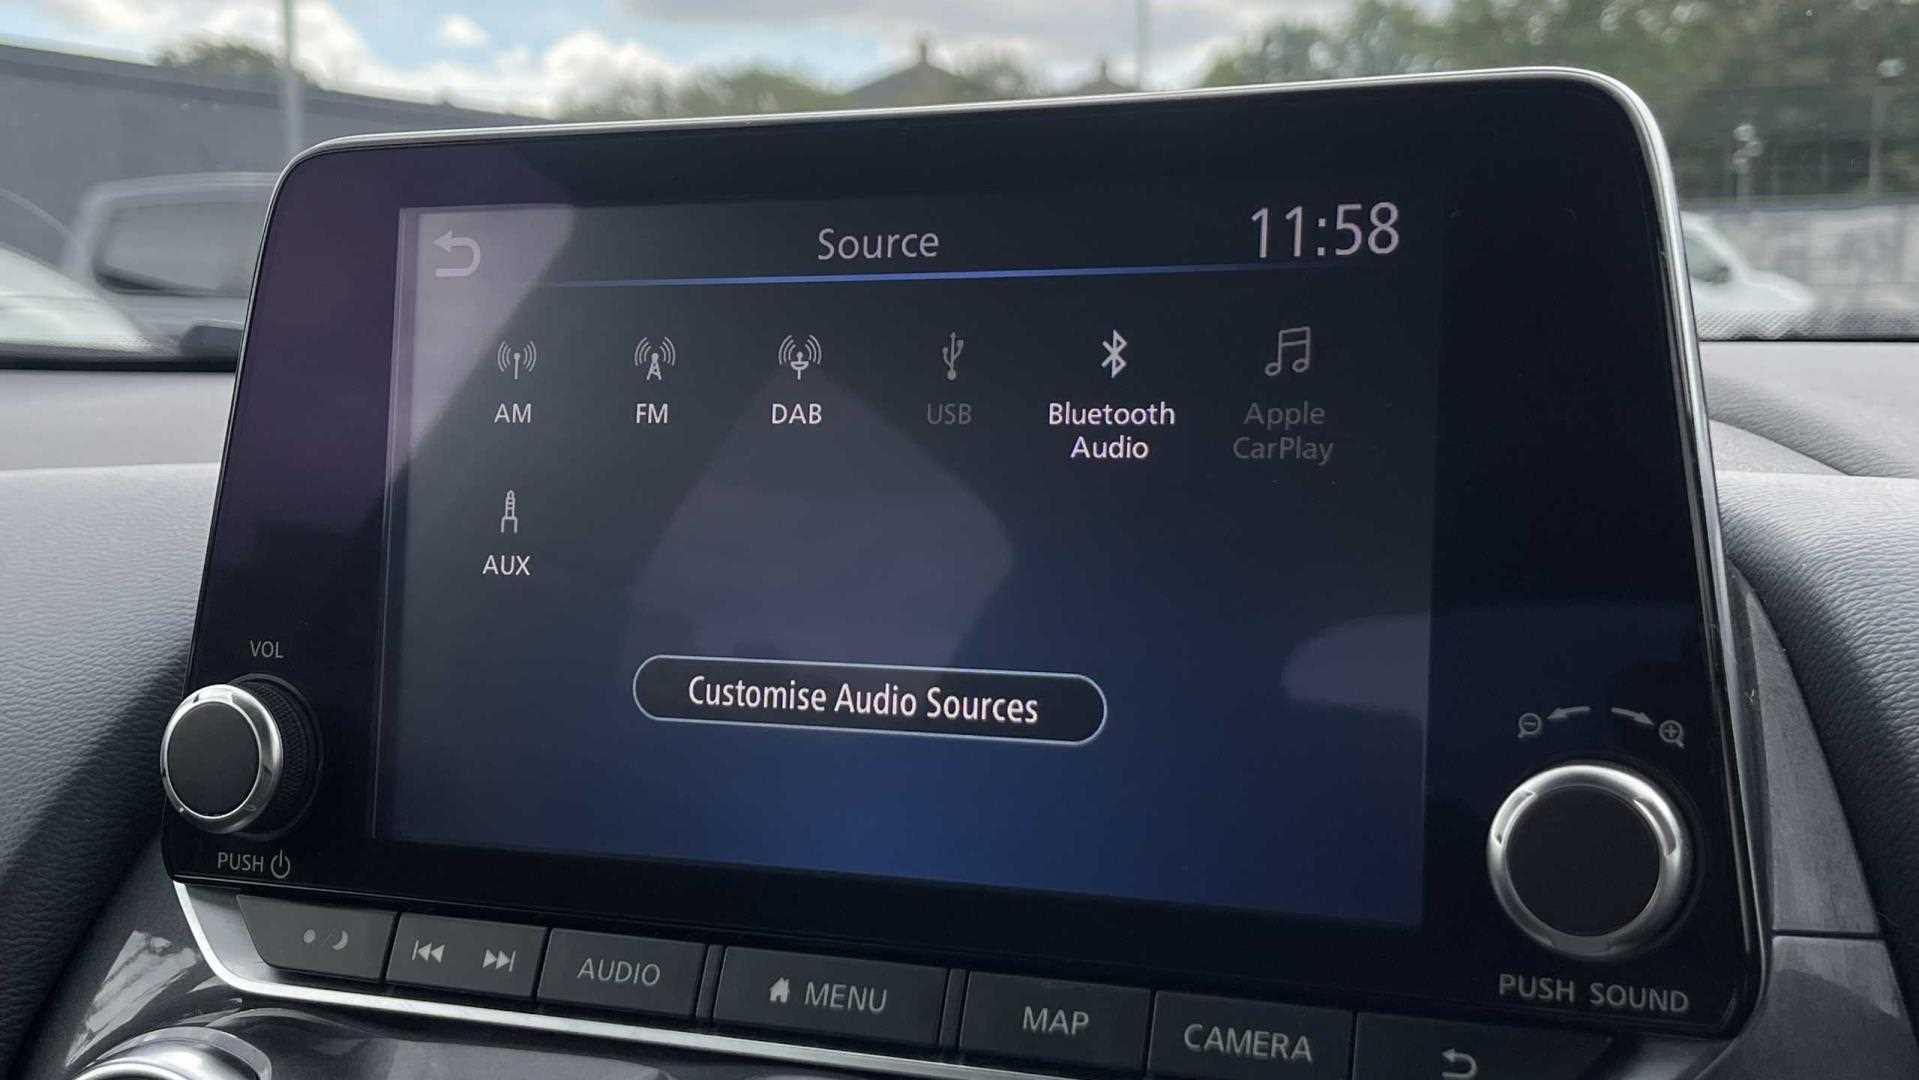 Source
11:58
AM
FM
DAB
USB
Bluetooth
Audio
Apple
CarPlay
AUX
Customise Audio Sources
VOL
PUSH
PUSH SOUND
AUDIO
MENU
MAP
CAMERA